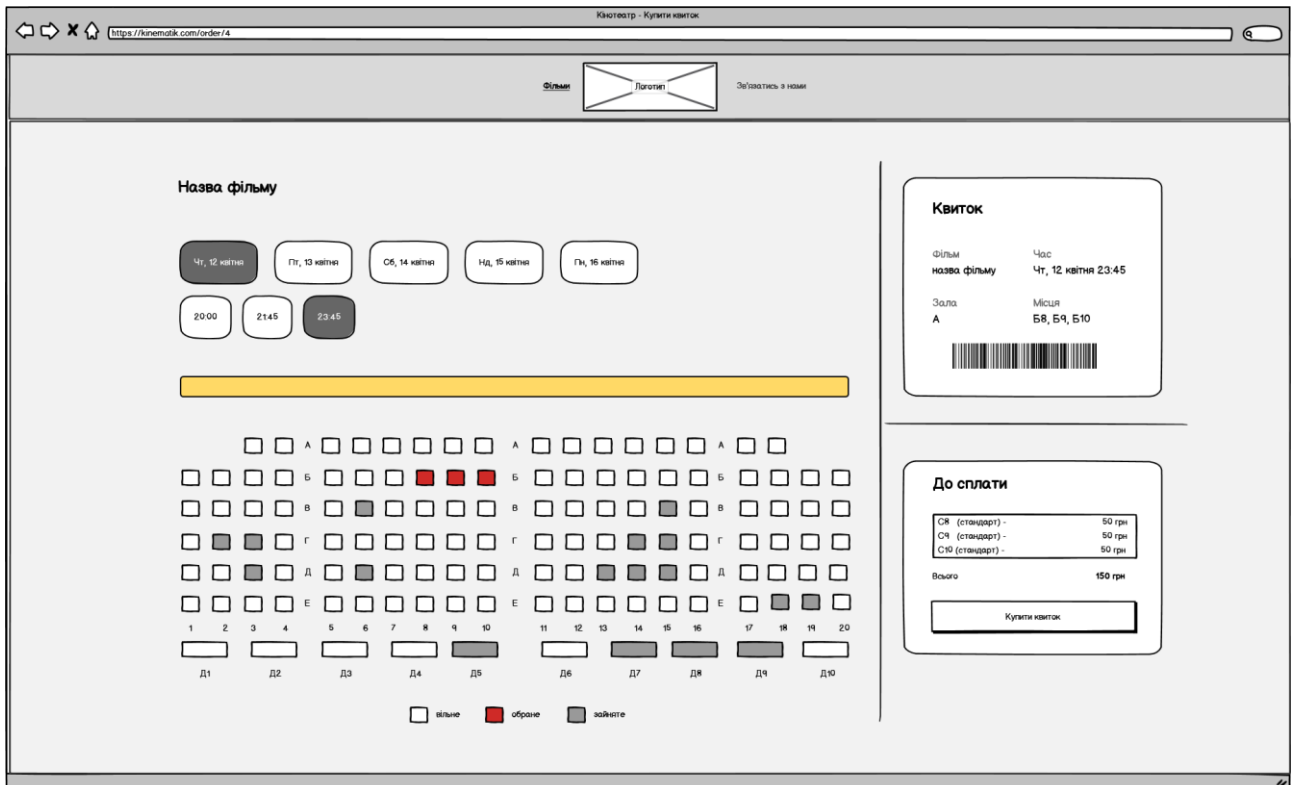 Кінотеатр - Купити квиток
https://kinematik.com/order/4
Фільми
Логотип
Зв'язатись з нами
Назва фільму
Чт, 12 квітня Пт, 13 квітня Сб, 14 квітня Нд, 15 квітня Пн, 16 квітня
20:00 21:45 23:45
А А А
Б Б Б
В В В
Г Г Г
Д Д Д
Е Е Е
1 2 3 4 5 6 7 8 9 10 11 12 13 14 15 16 17 18 19 20
Д1 Д2 Д3 Д4 Д5 Д6 Д7 Д8 Д9 Д10
вільне обране зайняте
Квиток
Фільм Час
назва фільму Чт, 12 квітня 23:45
Зала Місця
А Б8, Б9, Б10
До сплати
С8 (стандарт) - 50 грн
С9 (стандарт) - 50 грн
С10 (стандарт) - 50 грн
Всього 150 грн
Купити квиток